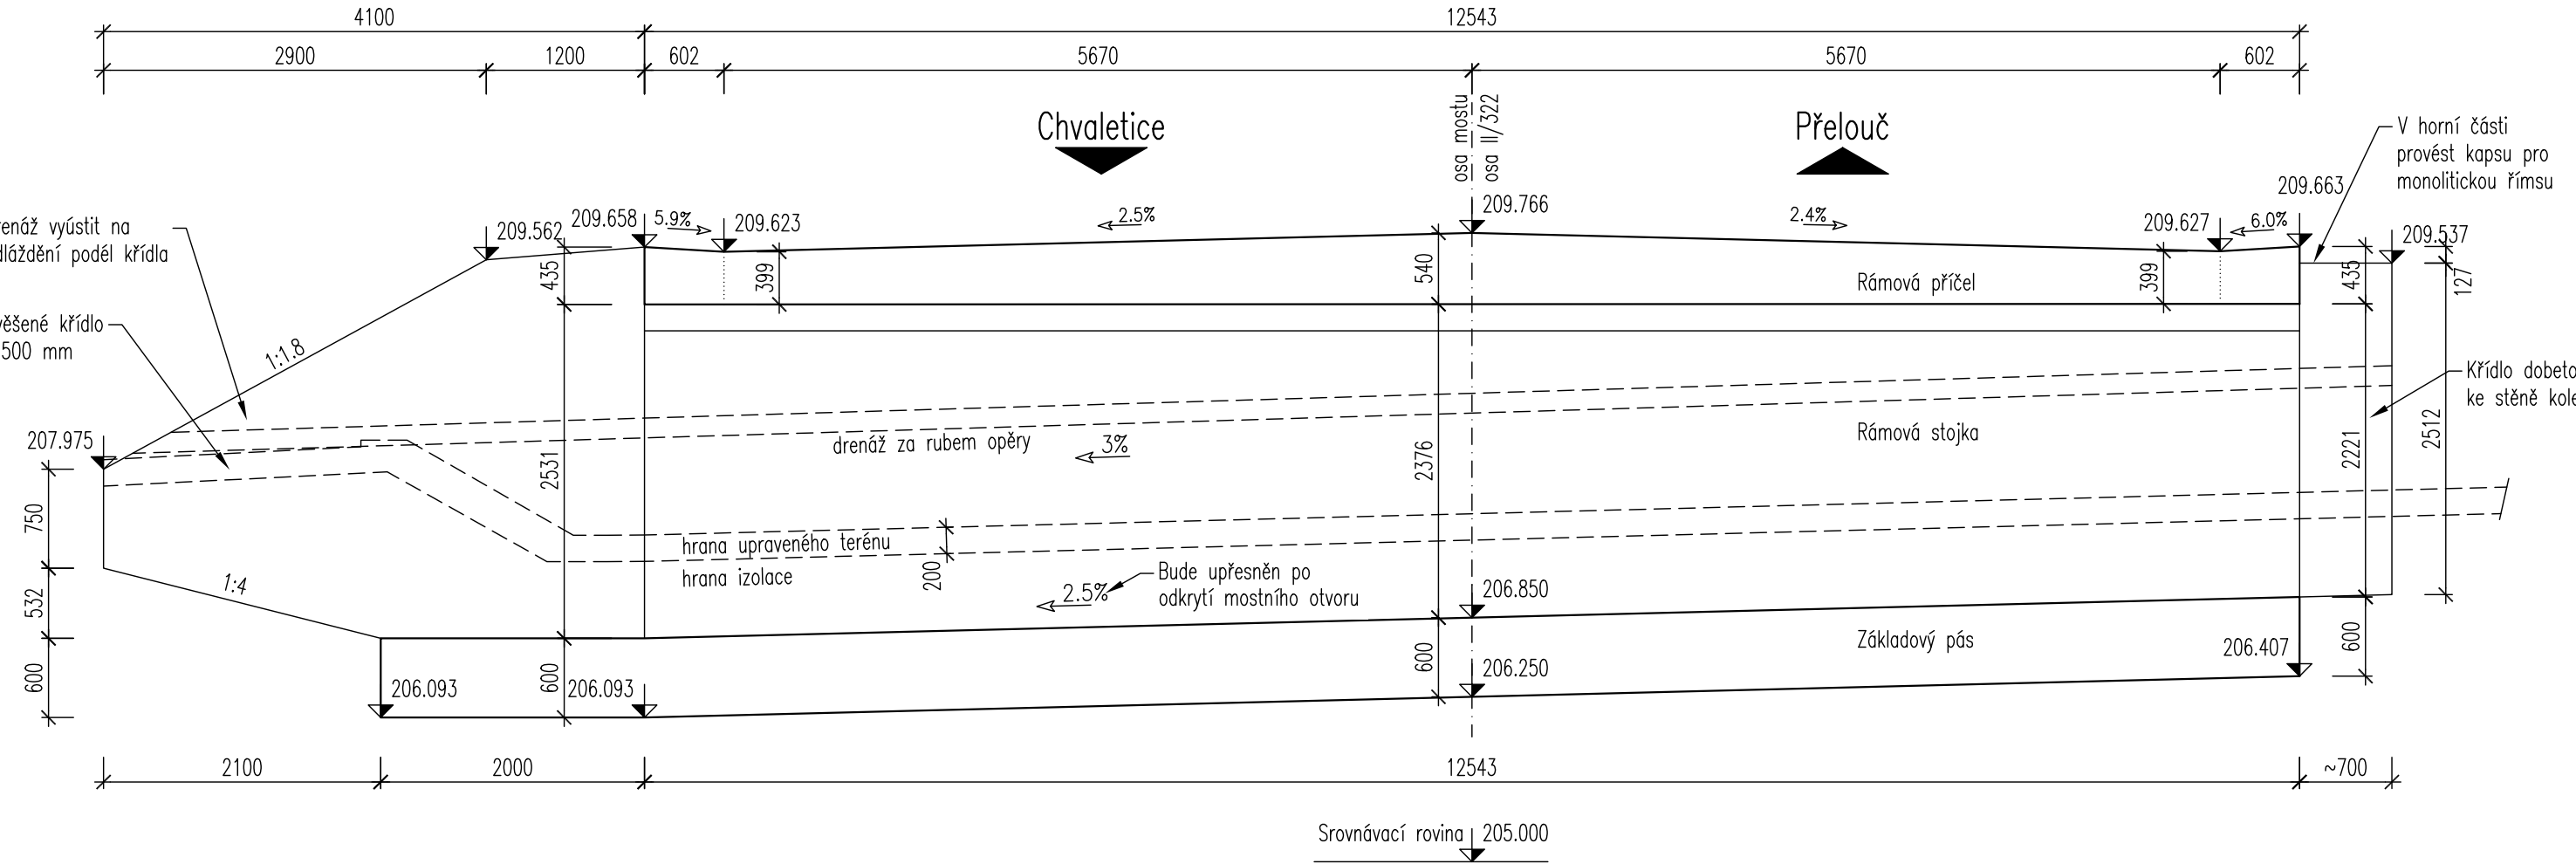 4100
12543
2900
1200
602
5670
5670
602
osa mostu
osa II/322
Chvaletice
Přelouč
V horní části
provést kapsu pro
monolitickou římsu
209.663
209.537
209.562
209.658
5.9%
209.623
2.5%
209.766
2.4%
209.627
6.0%
vyústit na
podél křídla
křídlo
500 mm
1:1.8
435
399
540
399
435
127
Rámová příčel
207.975
drenáž za rubem opěry
3%
Rámová stojka
Křídlo
ke stěně
2531
2376
2221
2512
750
532
600
1:4
hrana upraveného terénu
hrana izolace
200
2.5%
Bude upřesněn po
odkrytí mostního otvoru
206.850
206.250
Základový pás
206.407
600
206.093
600
206.093
600
2100
2000
12543
~700
Srovnávací rovina
205.000